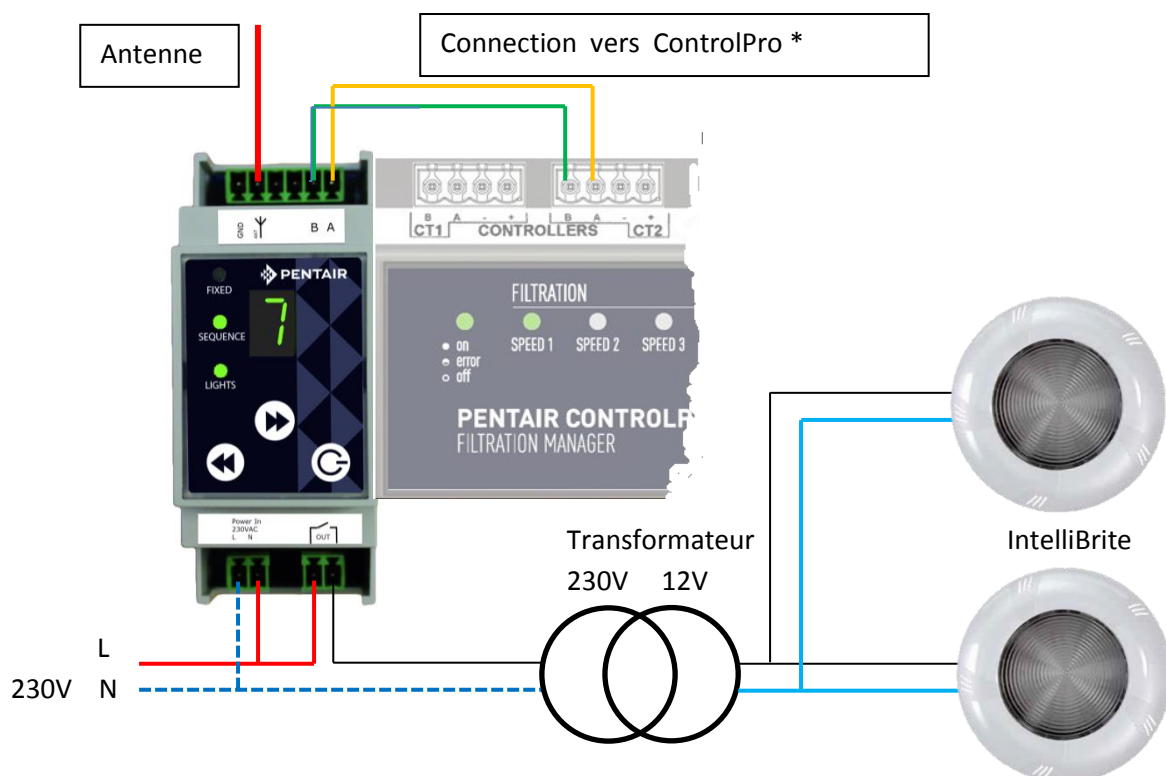 Antenne
Connection vers ControlPro *
B A - + B A - +
CT1 CONTROLLERS CT2
GND B A
PENTAIR
FIXED
7
SEQUENCE
LIGHTS
FILTRATION
on SPEED 1 SPEED 2 SPEED 3
error
off
PENTAIR CONTROLP
FILTRATION MANAGER
Power In
230VAC
L N
OUT
Transformateur
230V 12V
IntelliBrite
L
230V N